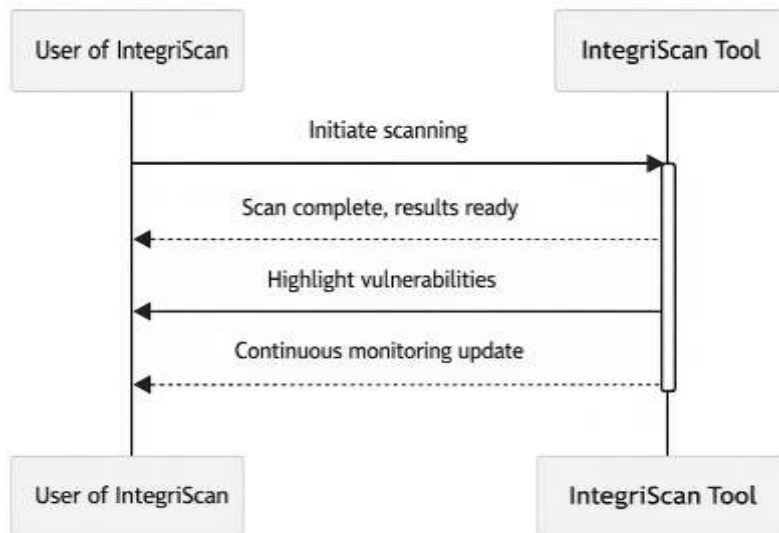 User of IntegriScan
IntegriScan Tool
Initiate scanning
Scan complete, results ready
Highlight vulnerabilities
Continuous monitoring update
User of IntegriScan
IntegriScan Tool